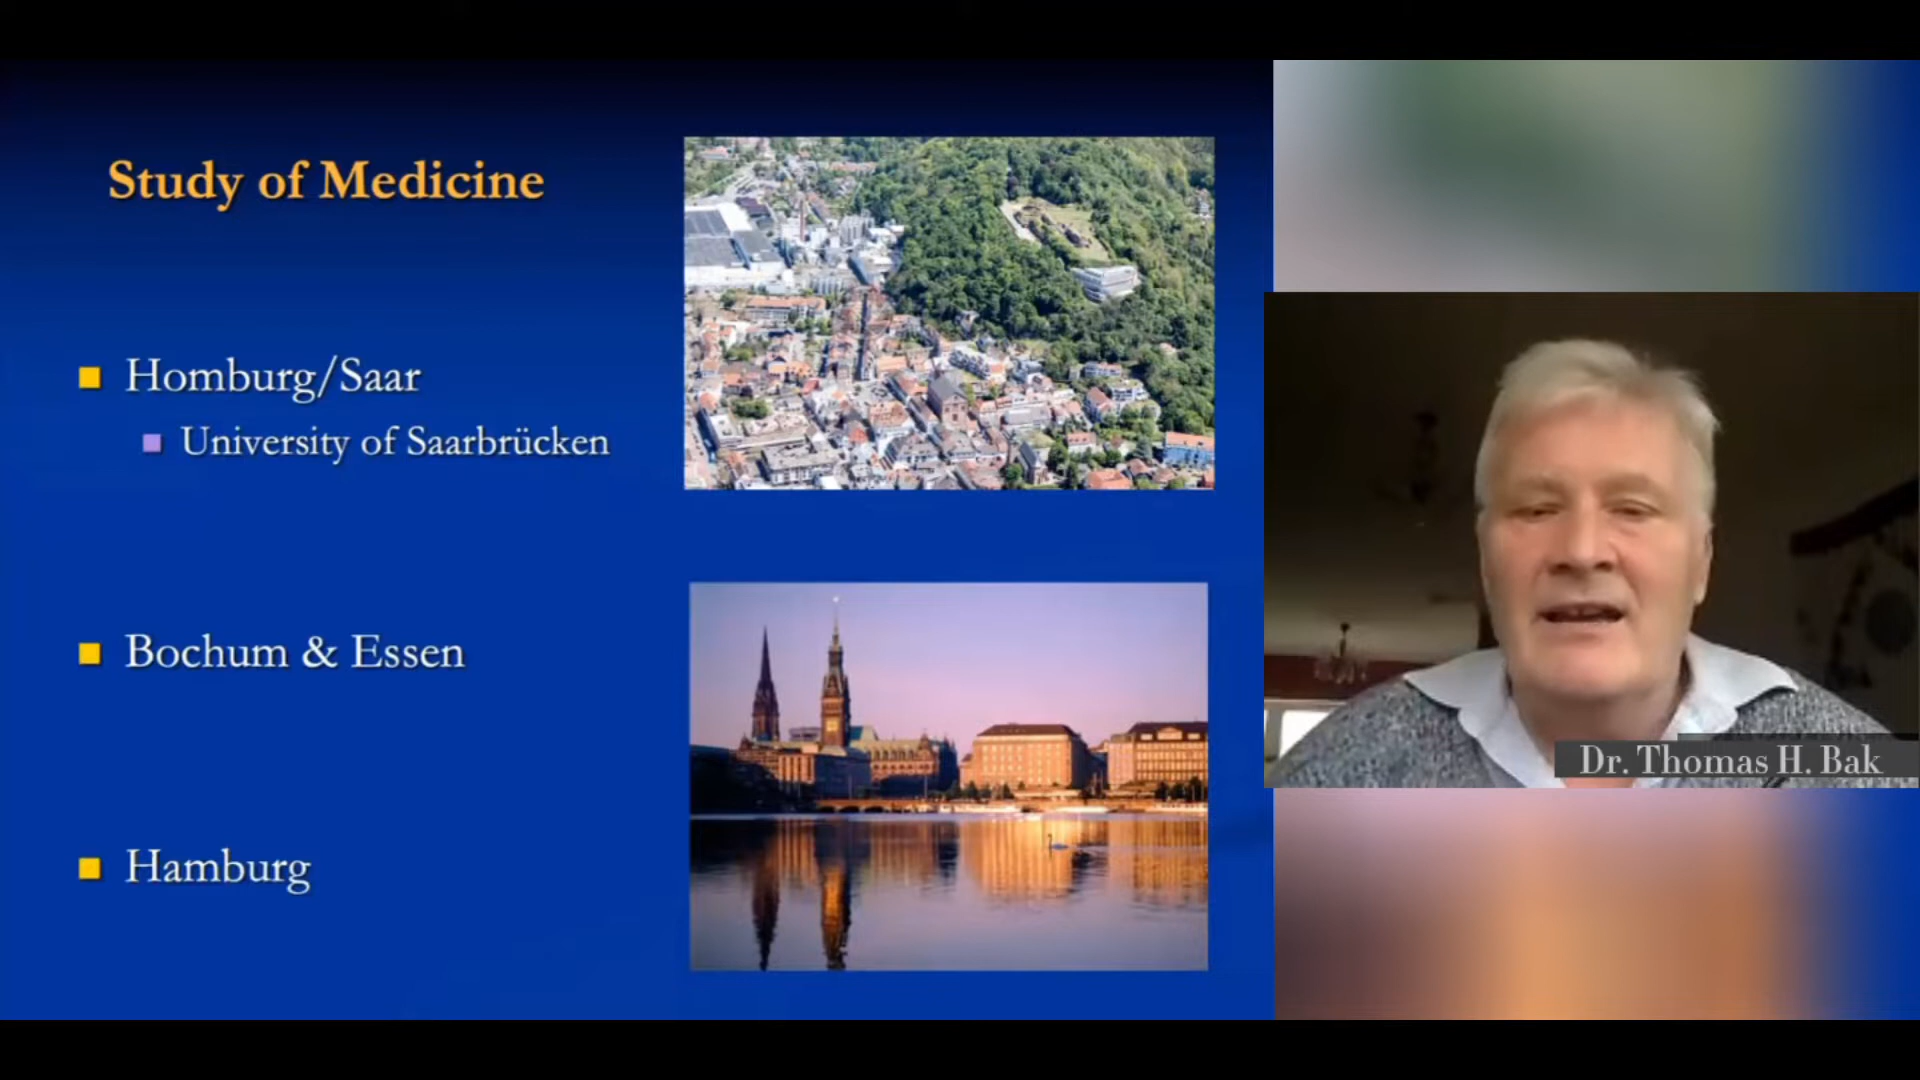 Study of Medicine
Homburg/Saar
University of Saarbrücken
Bochum & Essen
Hamburg
Dr. Thomas H. Bak